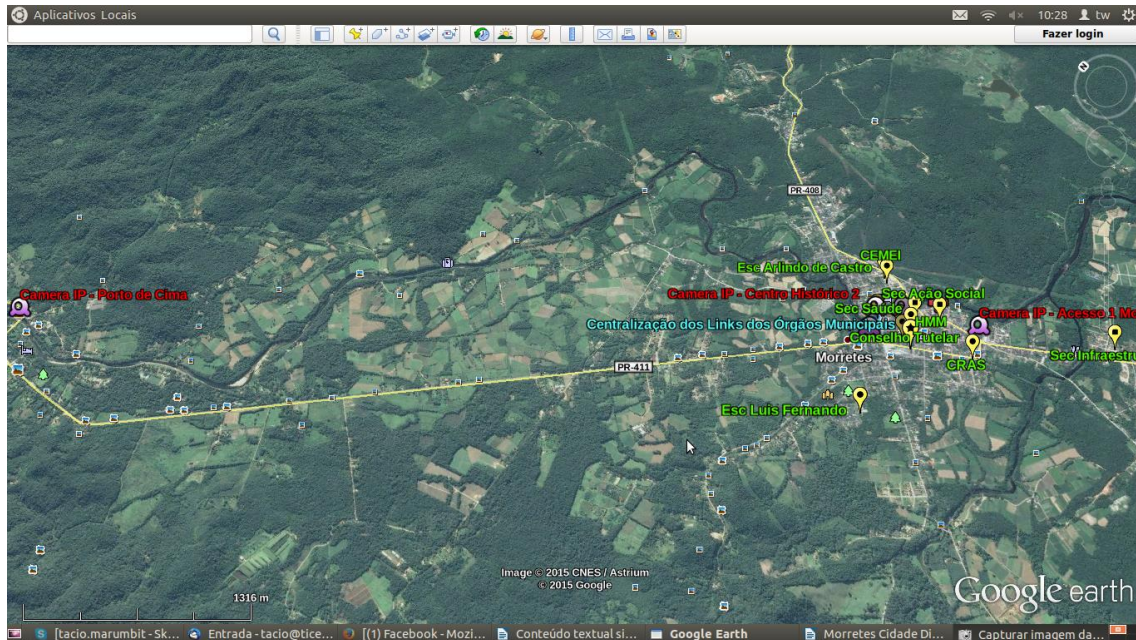 Aplicativos Locais
10:28 tw
Fazer login
PR-408
CEMEI
Esc Arlindo de Castro
Camera IP - Porto de Cima
Camera IP - Centro Histórico 2
Sec Ação Social
Sec Saúde
HMM
Camera IP - Acesso 1 Mo
Centralização dos Links dos Órgãos Municipais
Conselho Tutelar
Morretes
Sec Infraestru
CRAS
PR-411
Esc Luis Fernando
Image © 2015 CNES / Astrium
© 2015 Google
1316 m
Google earth
[tacio.marumbit - Sk... Entrada - tacio@tice... [(1) Facebook - Mozi... Conteúdo textual si... Google Earth Morretes Cidade Di... Capturar imagem da...